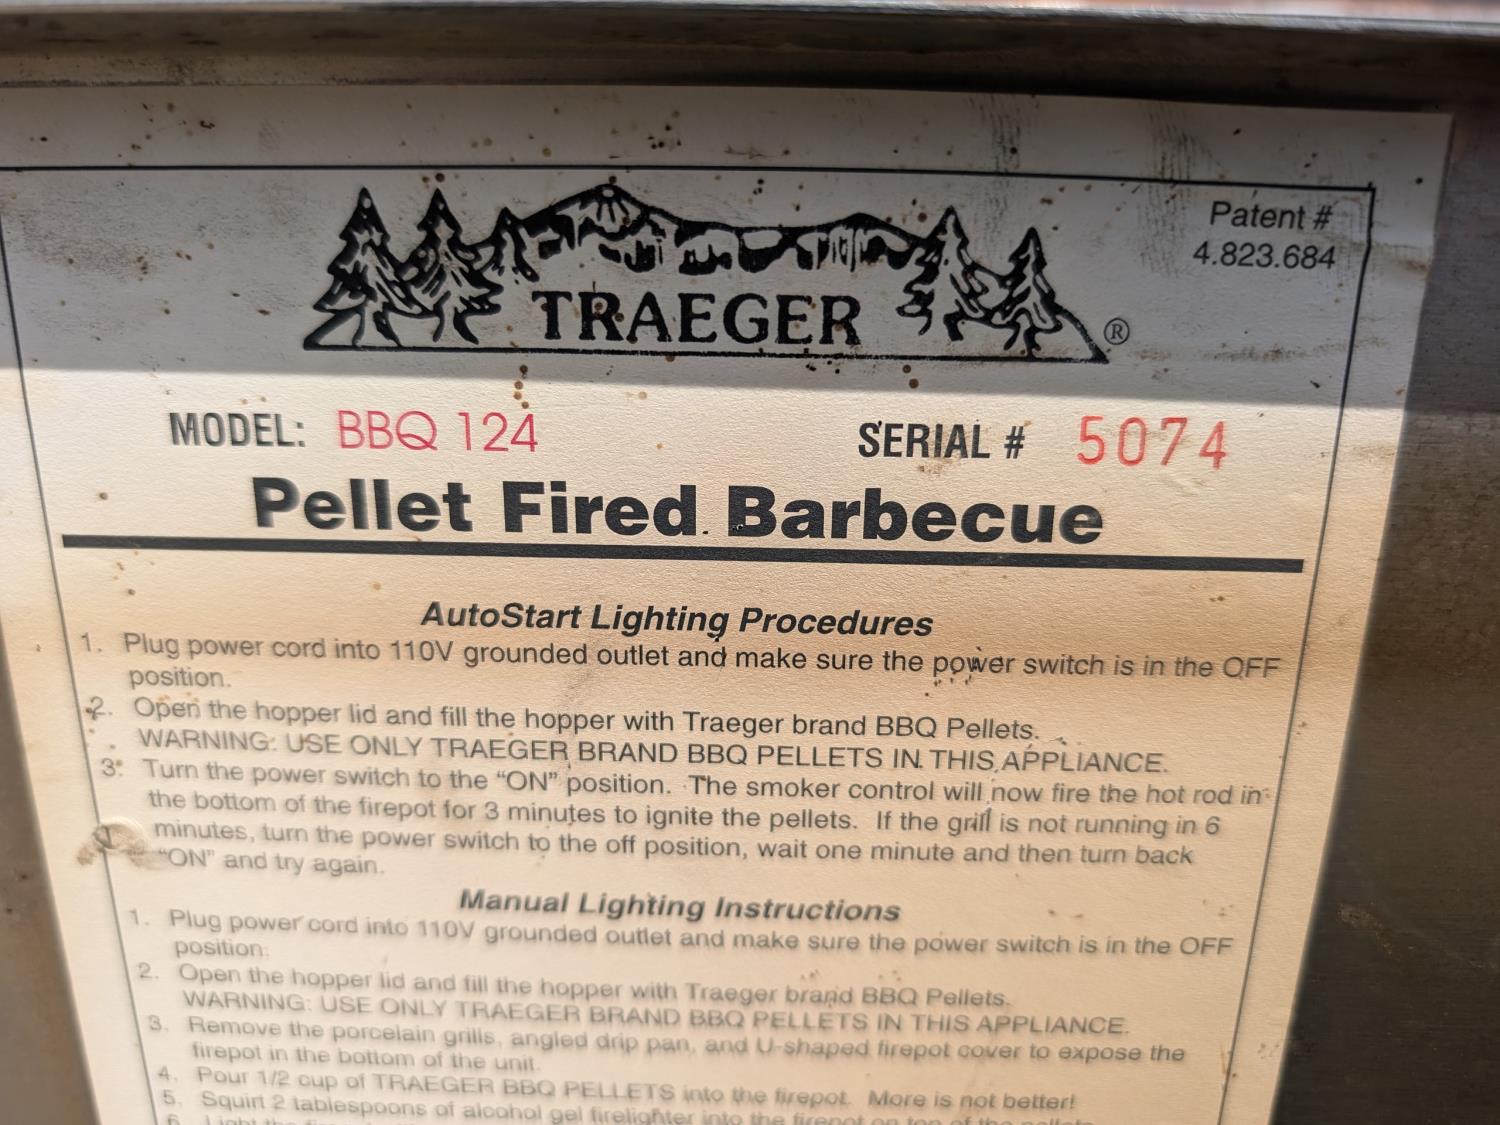 Patent #
4.823.684
TRAEGER ®
MODEL: BBQ 124 SERIAL # 5074
Pellet Fired Barbecue
AutoStart Lighting Procedures
1. Plug power cord into 110V grounded outlet and make sure the power switch is in the OFF
position.
2. Open the hopper lid and fill the hopper with Traeger brand BBQ Pellets.
WARNING: USE ONLY TRAEGER BRAND BBQ PELLETS IN THIS APPLIANCE.
3. Turn the power switch to the “ON” position. The smoker control will now fire the hot rod in
the bottom of the firepot for 3 minutes to ignite the pellets. If the grill is not running in 6
minutes, turn the power switch to the off position, wait one minute and then turn back
“ON” and try again.
Manual Lighting Instructions
1. Plug power cord into 110V grounded outlet and make sure the power switch is in the OFF
position.
2. Open the hopper lid and fill the hopper with Traeger brand BBQ Pellets.
WARNING: USE ONLY TRAEGER BRAND BBQ PELLETS IN THIS APPLIANCE.
3. Remove the porcelain grills, angled drip pan, and U-shaped firepot cover to expose the
firepot in the bottom of the unit.
4. Pour 1/2 cup of TRAEGER BBQ PELLETS into the firepot. More is not better!
5. Squirt 2 tablespoons of alcohol gel firelighter into the firepot on top of the pellets.